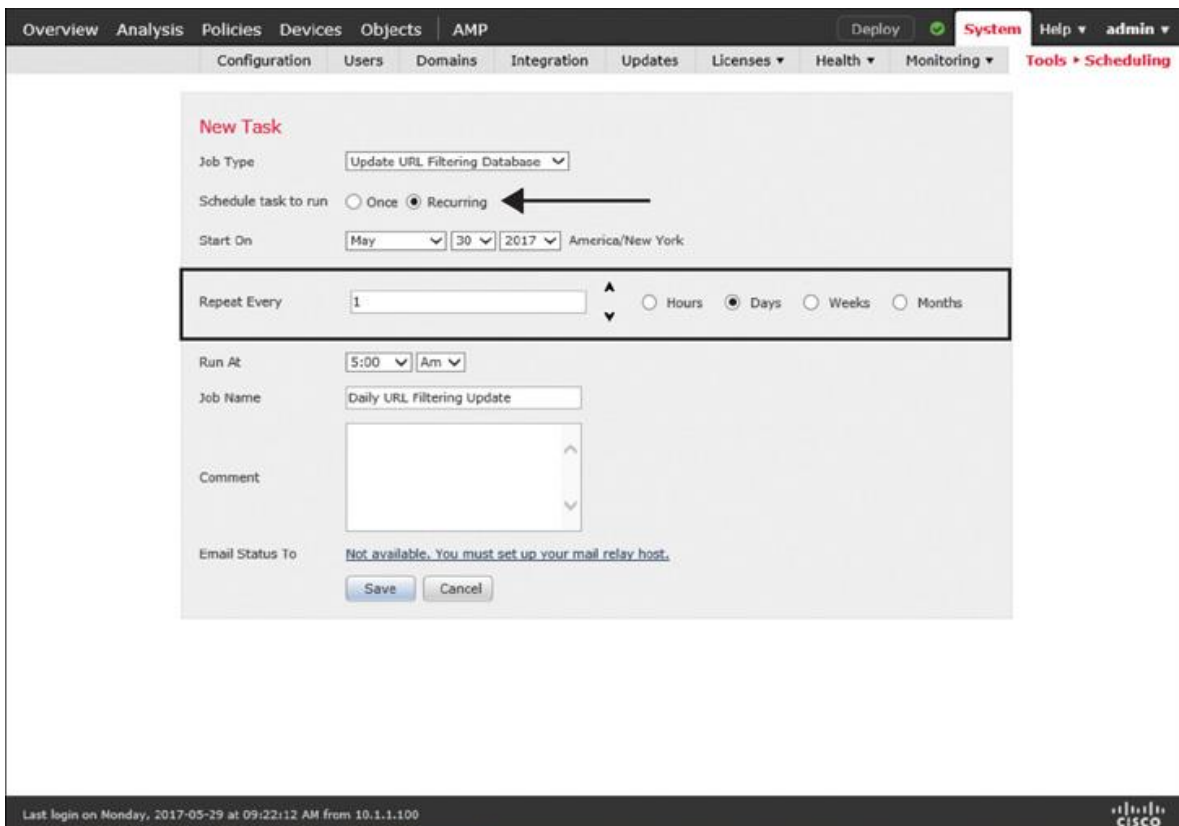 Overview Analysis Policies Devices Objects AMP Deploy System Help ▾ admin ▾
Configuration Users Domains Integration Updates Licenses ▾ Health ▾ Monitoring ▾ Tools ▸ Scheduling
New Task
Job Type Update URL Filtering Database
Schedule task to run Once Recurring
Start On May 30 2017 America/New York
Repeat Every 1 Hours Days Weeks Months
Run At 5:00 Am
Job Name Daily URL Filtering Update
Comment
Email Status To Not available. You must set up your mail relay host.
Save Cancel
Last login on Monday, 2017-05-29 at 09:22:12 AM from 10.1.1.100
CISCO